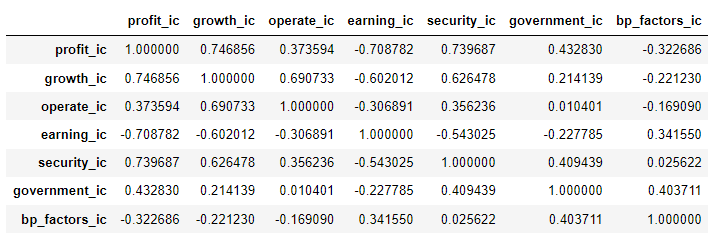 profit_ic growth_ic operate_ic earning_ic security_ic government_ic bp_factors_ic
profit_ic 1.000000 0.746856 0.373594 -0.708782 0.739687 0.432830 -0.322686
growth_ic 0.746856 1.000000 0.690733 -0.602012 0.626478 0.214139 -0.221230
operate_ic 0.373594 0.690733 1.000000 -0.306891 0.356236 0.010401 -0.169090
earning_ic -0.708782 -0.602012 -0.306891 1.000000 -0.543025 -0.227785 0.341550
security_ic 0.739687 0.626478 0.356236 -0.543025 1.000000 0.409439 0.025622
government_ic 0.432830 0.214139 0.010401 -0.227785 0.409439 1.000000 0.403711
bp_factors_ic -0.322686 -0.221230 -0.169090 0.341550 0.025622 0.403711 1.000000